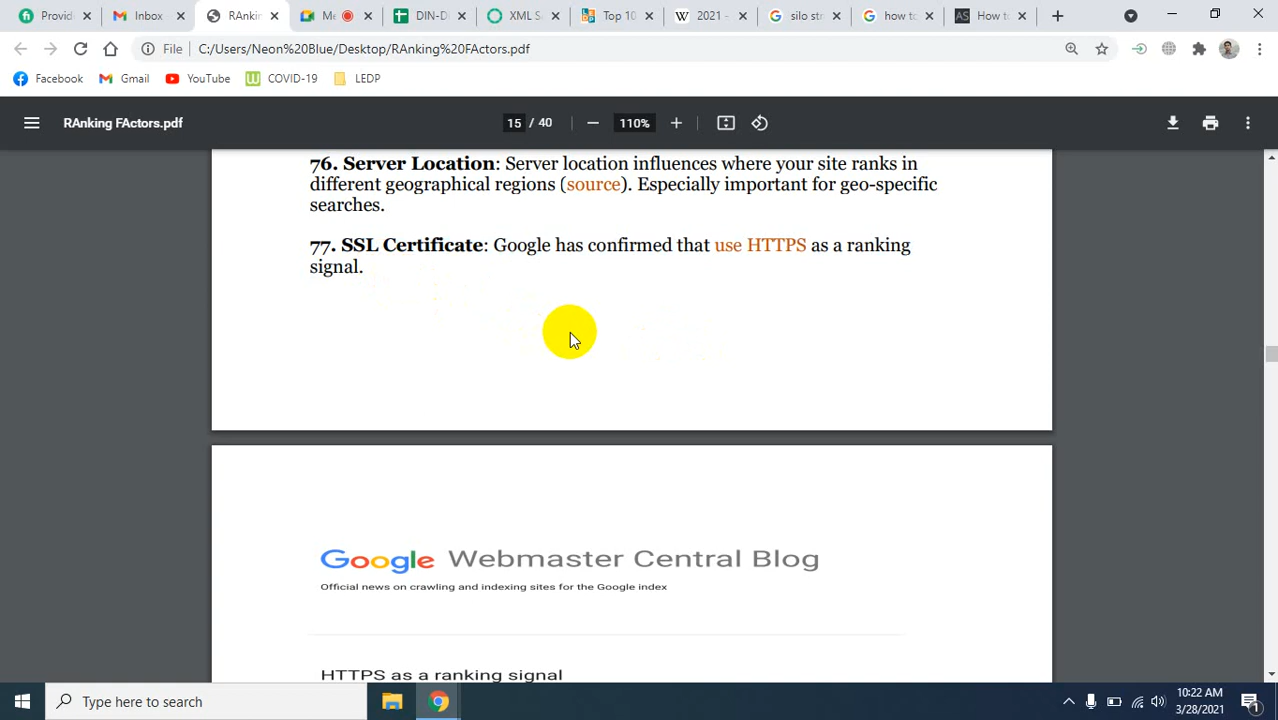 Provid
Inbox
RAnkin
Me
DIN-D
XML S
Top 10
2021 -
silo str
how to
How to
File C:/Users/Neon%20Blue/Desktop/RAnking%20FActors.pdf
Facebook Gmail YouTube COVID-19 LEDP
RAnking FActors.pdf 15 / 40 110%
76. Server Location: Server location influences where your site ranks in
different geographical regions (source). Especially important for geo-specific
searches.
77. SSL Certificate: Google has confirmed that use HTTPS as a ranking
signal.
Google Webmaster Central Blog
Official news on crawling and indexing sites for the Google index
HTTPS as a ranking signal
Type here to search
10:22 AM
3/28/2021
1